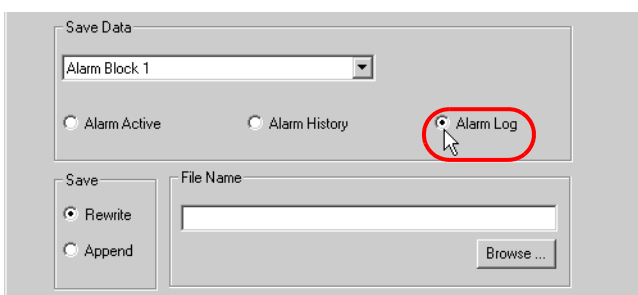 Save Data
Alarm Block 1
Alarm Active Alarm History Alarm Log
Save
File Name
Rewrite
Append
Browse ...